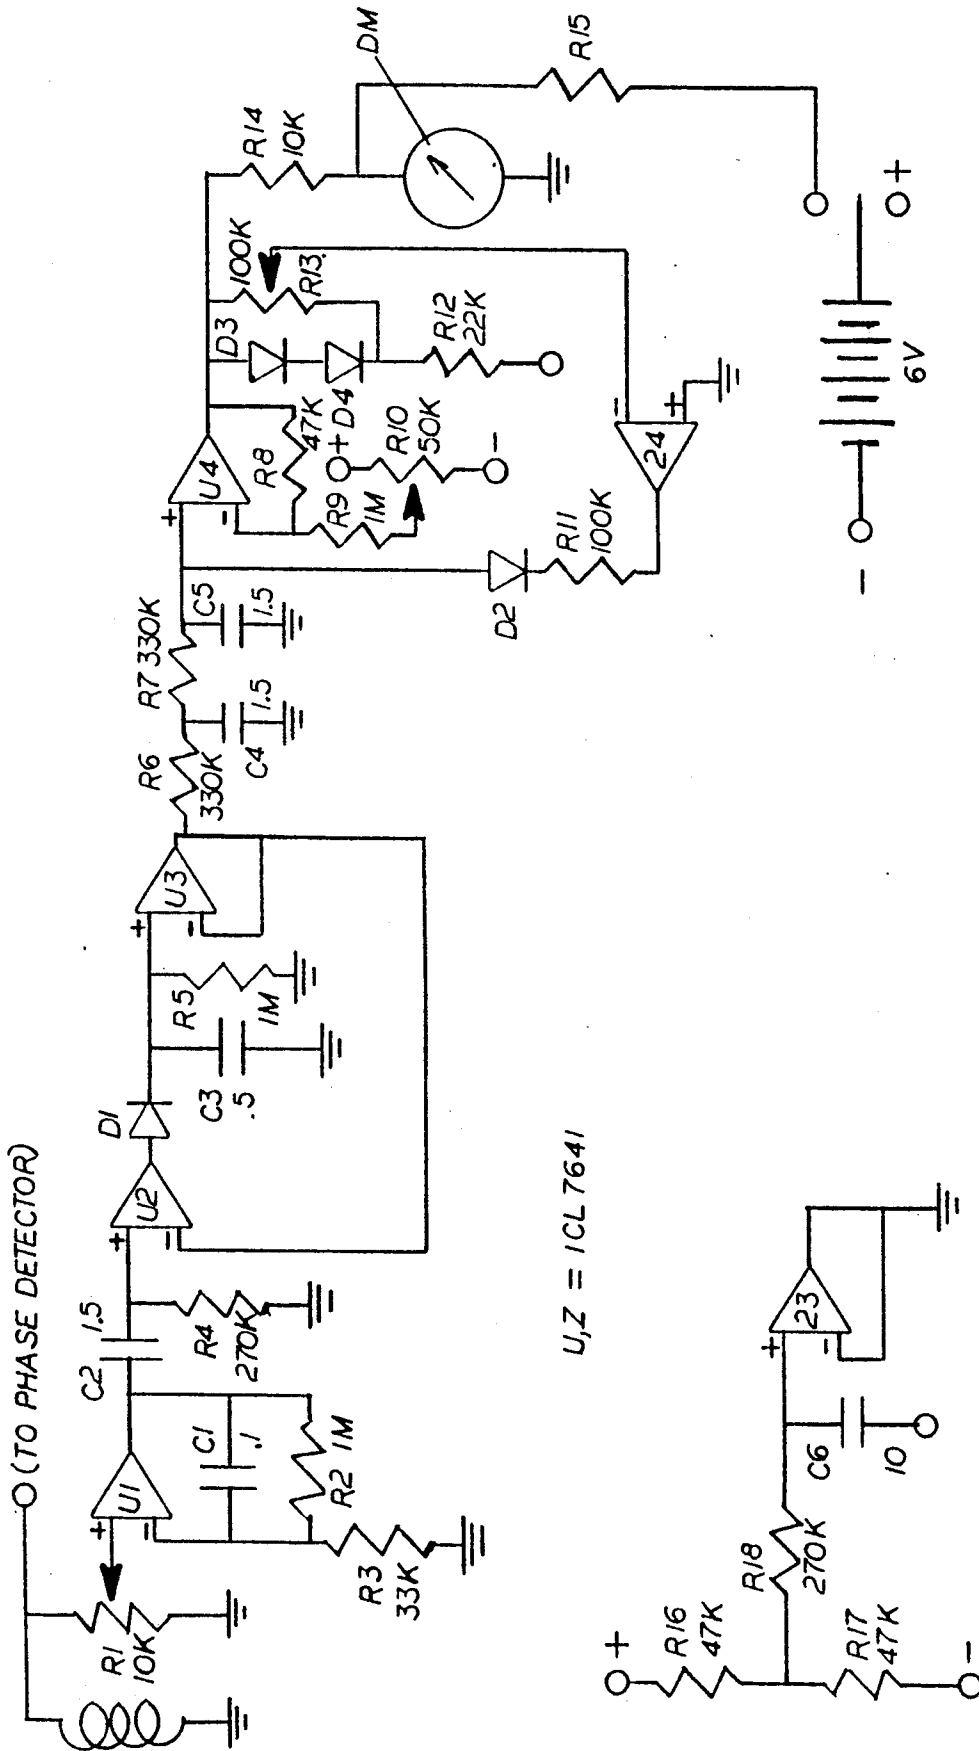 (TO PHASE DETECTOR)
R1
10K
+
-
U1
C1
.1
R2
1M
R3
33K
C2
1.5
R4
270K
+
-
U2
D1
C3
.5
R5
1M
+
-
U3
R6
330K
C4
1.5
R7 330K
C5
1.5
+
-
U4
R8
47K
R9
1M
+
R10
50K
-
D3
D4
100K
R13
R12
22K
R14
10K
DM
R15
D2
R11
100K
-
+
24
-
6V
+
U,Z = ICL7641
+
R16
47K
R17
47K
-
R18
270K
C6
10
+
-
23